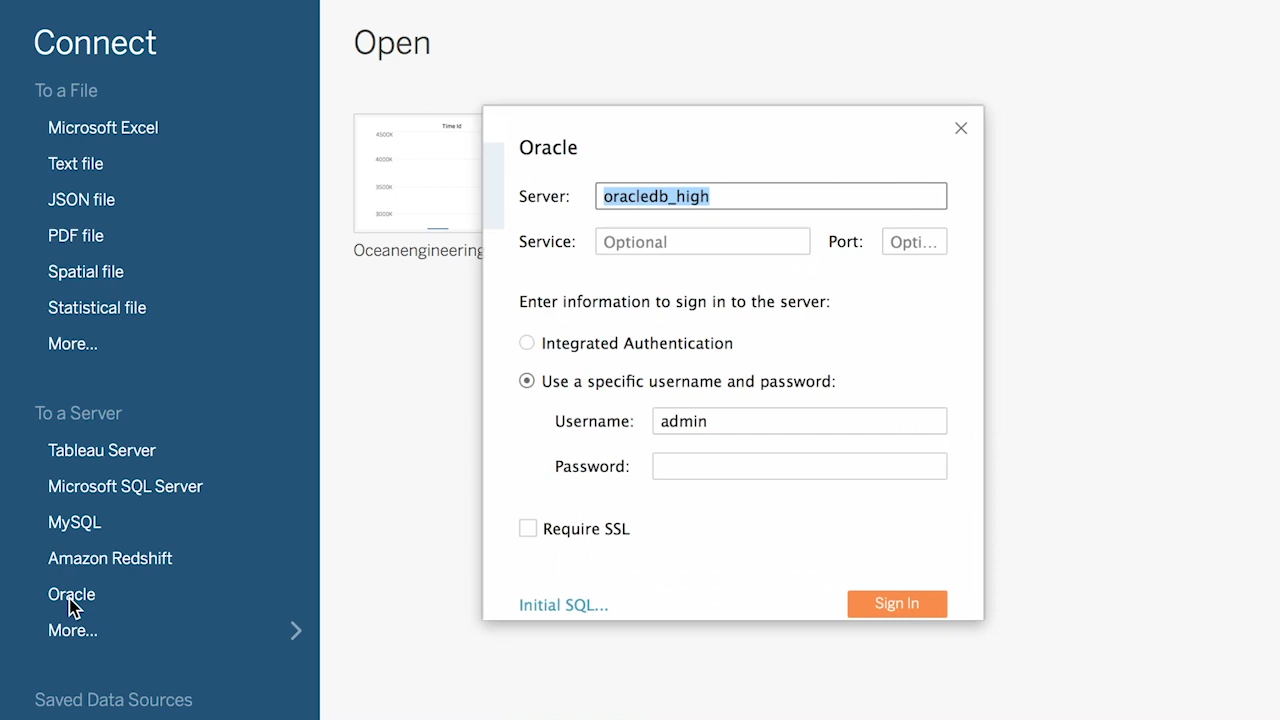 Connect
To a File
Microsoft Excel
Text file
JSON file
PDF file
Spatial file
Statistical file
More...
To a Server
Tableau Server
Microsoft SQL Server
MySQL
Amazon Redshift
Oracle
More...
Saved Data Sources
Open
Time Id
4500K
4000K
3500K
3000K
Oceanengineering
Oracle
Server: oracledb_high
Service: Optional Port: Opti...
Enter information to sign in to the server:
Integrated Authentication
Use a specific username and password:
Username: admin
Password:
Require SSL
Initial SQL... Sign In